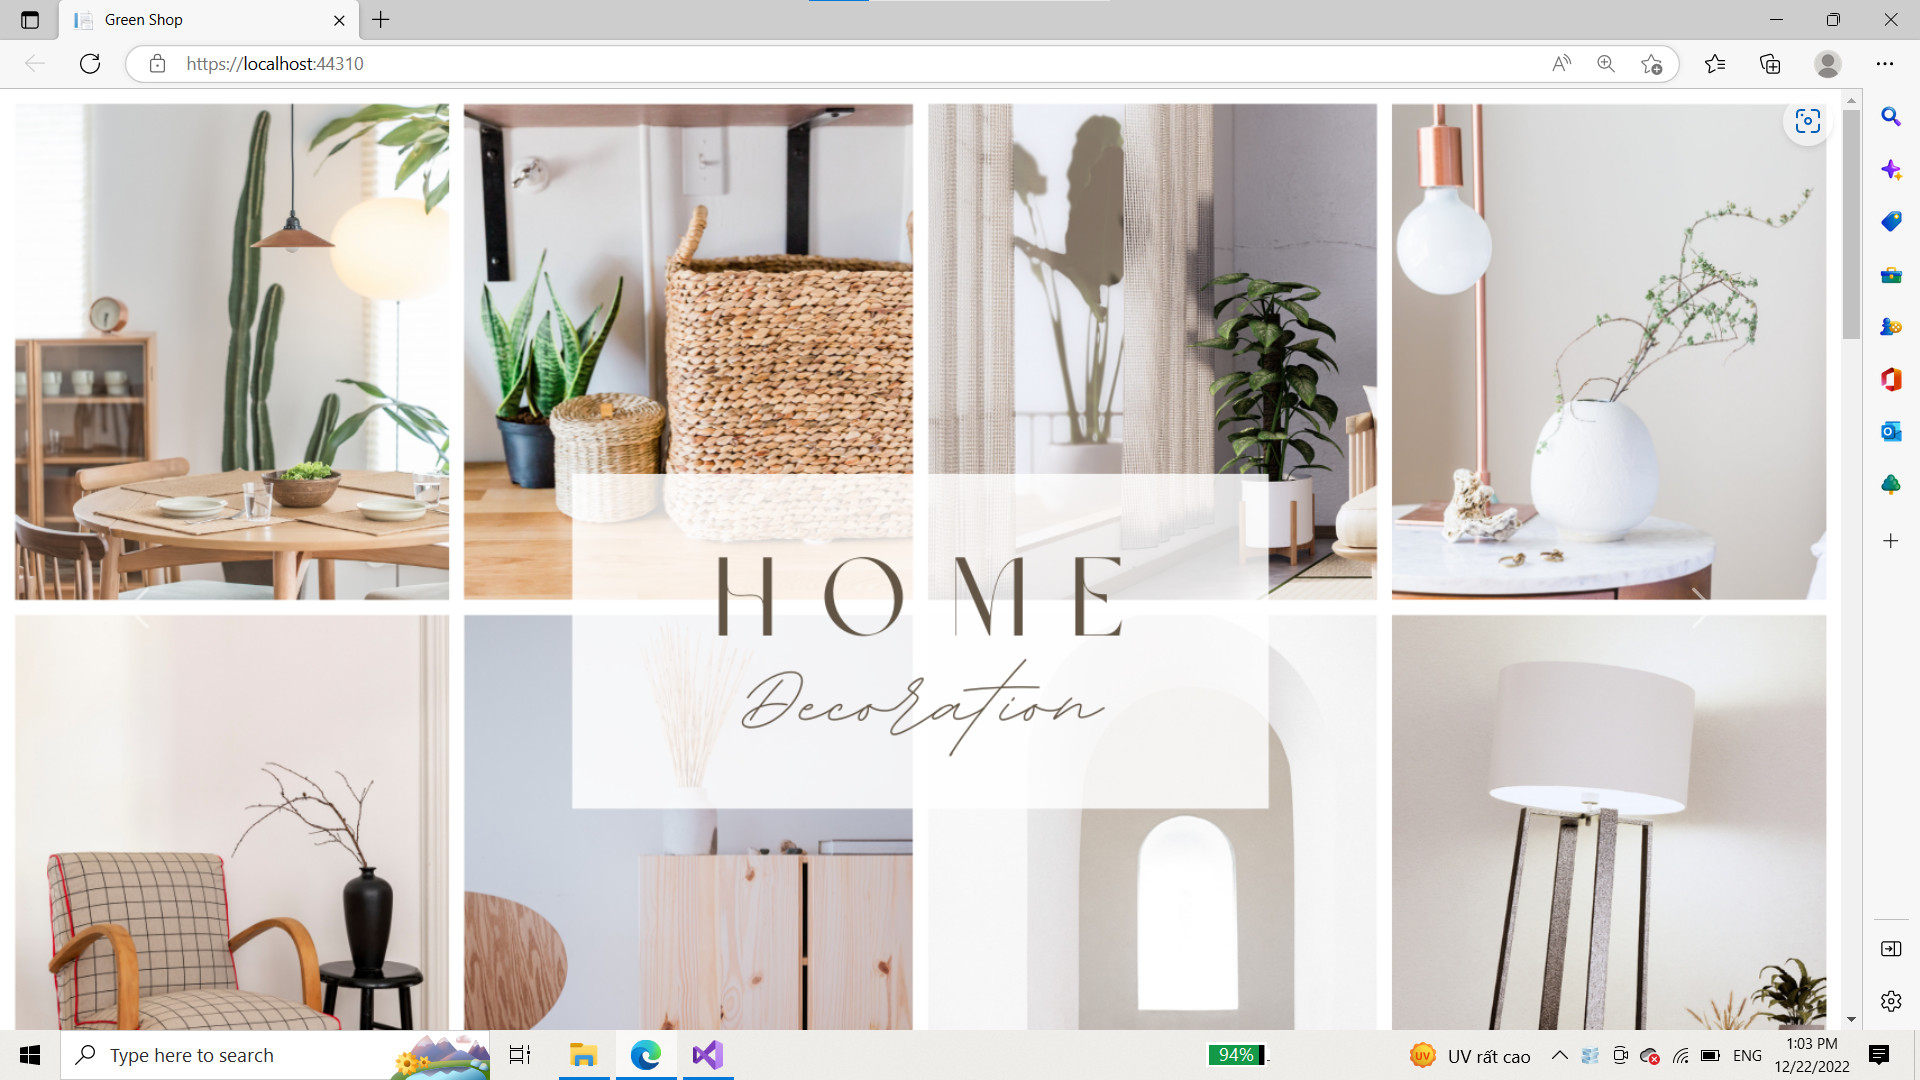 Green Shop
https://localhost:44310
HOME
Decoration
Type here to search
94%
UV
UV rất cao
ENG
1:03 PM
12/22/2022